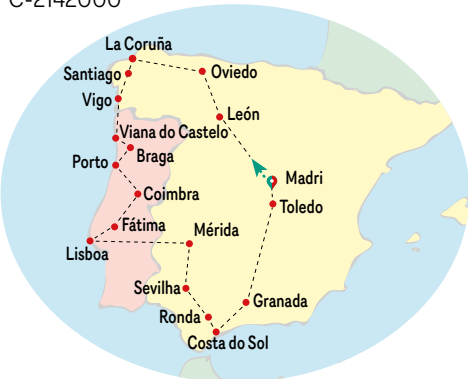 C-2142000
La Coruña
Oviedo
Santiago
León
Vigo
Viana do Castelo
Braga
Porto
Madri
Toledo
Coimbra
Fátima
Mérida
Lisboa
Sevilha
Granada
Ronda
Costa do Sol